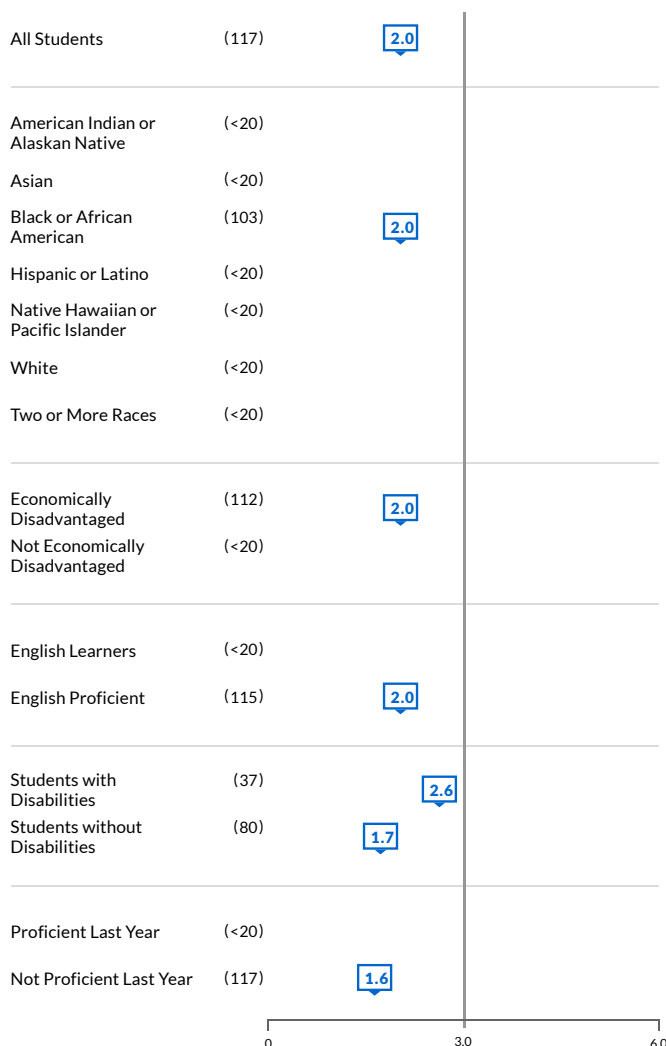 All Students (117) 2.0
American Indian or (<20)
Alaskan Native
Asian (<20)
Black or African (103) 2.0
American
Hispanic or Latino (<20)
Native Hawaiian or (<20)
Pacific Islander
White (<20)
Two or More Races (<20)
Economically (112) 2.0
Disadvantaged
Not Economically (<20)
Disadvantaged
English Learners (<20)
English Proficient (115) 2.0
Students with (37) 2.6
Disabilities
Students without (80) 1.7
Disabilities
Proficient Last Year (<20)
Not Proficient Last Year (117) 1.6
0 3.0 6.0